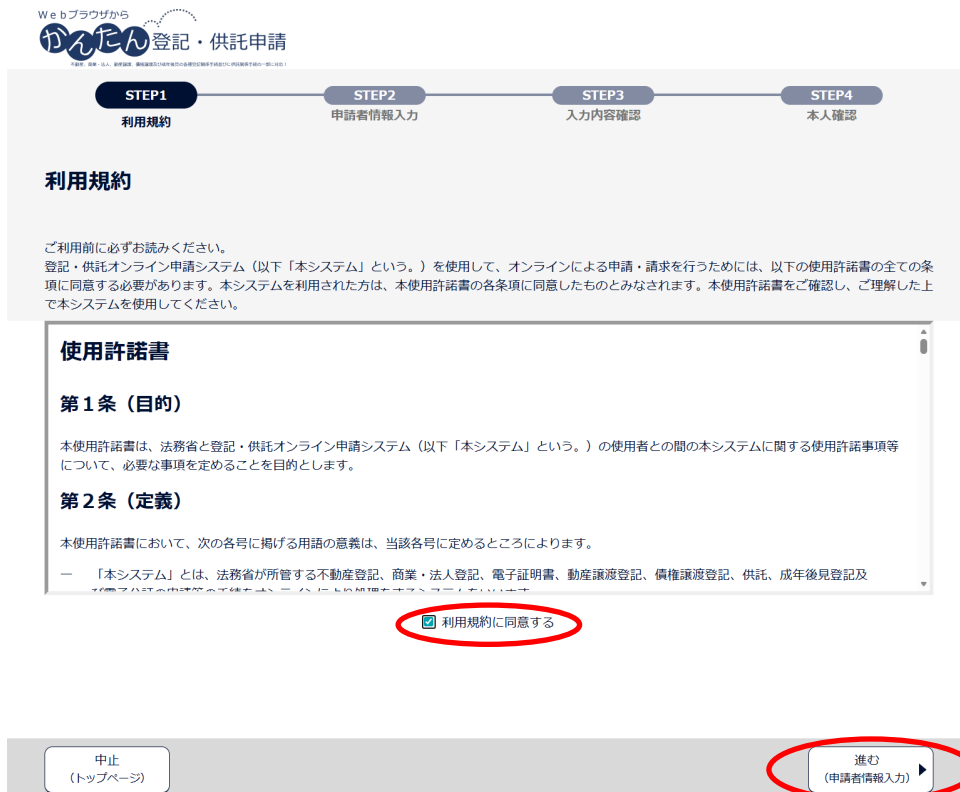 Webブラウザから
かんたん登記・供託申請
STEP1
STEP2
STEP3
STEP4
利用規約
申請者情報入力
入力内容確認
本人確認
利用規約
ご利用前に必ずお読みください。
登記・供託オンライン申請システム（以下「本システム」という。）を使用して、オンラインによる申請・請求を行うためには、以下の使用許諾書の全ての条
項に同意する必要があります。本システムを利用された方は、本使用許諾書の各条項に同意したものとみなされます。本使用許諾書をご確認し、ご理解した上
で本システムを使用してください。
使用許諾書
第１条（目的）
本使用許諾書は、法務省と登記・供託オンライン申請システム（以下「本システム」という。）の使用者との間の本システムに関する使用許諾事項等
について、必要な事項を定めることを目的とします。
第２条（定義）
本使用許諾書において、次の各号に掲げる用語の意義は、当該各号に定めるところによります。
一　「本システム」とは、法務省が所管する不動産登記、商業・法人登記、電子証明書、動産譲渡登記、債権譲渡登記、供託、成年後見登記及
利用規約に同意する
中止
（トップページ）
進む
（申請者情報入力）